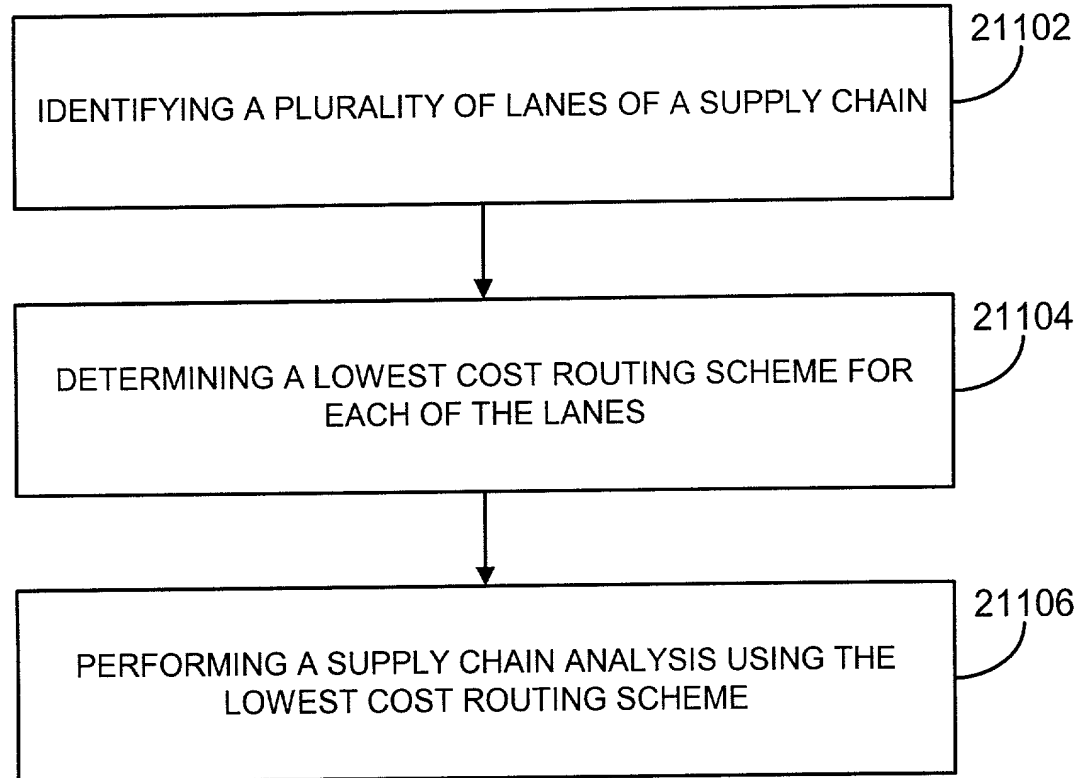 21102
IDENTIFYING A PLURALITY OF LANES OF A SUPPLY CHAIN
21104
DETERMINING A LOWEST COST ROUTING SCHEME FOR
EACH OF THE LANES
21106
PERFORMING A SUPPLY CHAIN ANALYSIS USING THE
LOWEST COST ROUTING SCHEME